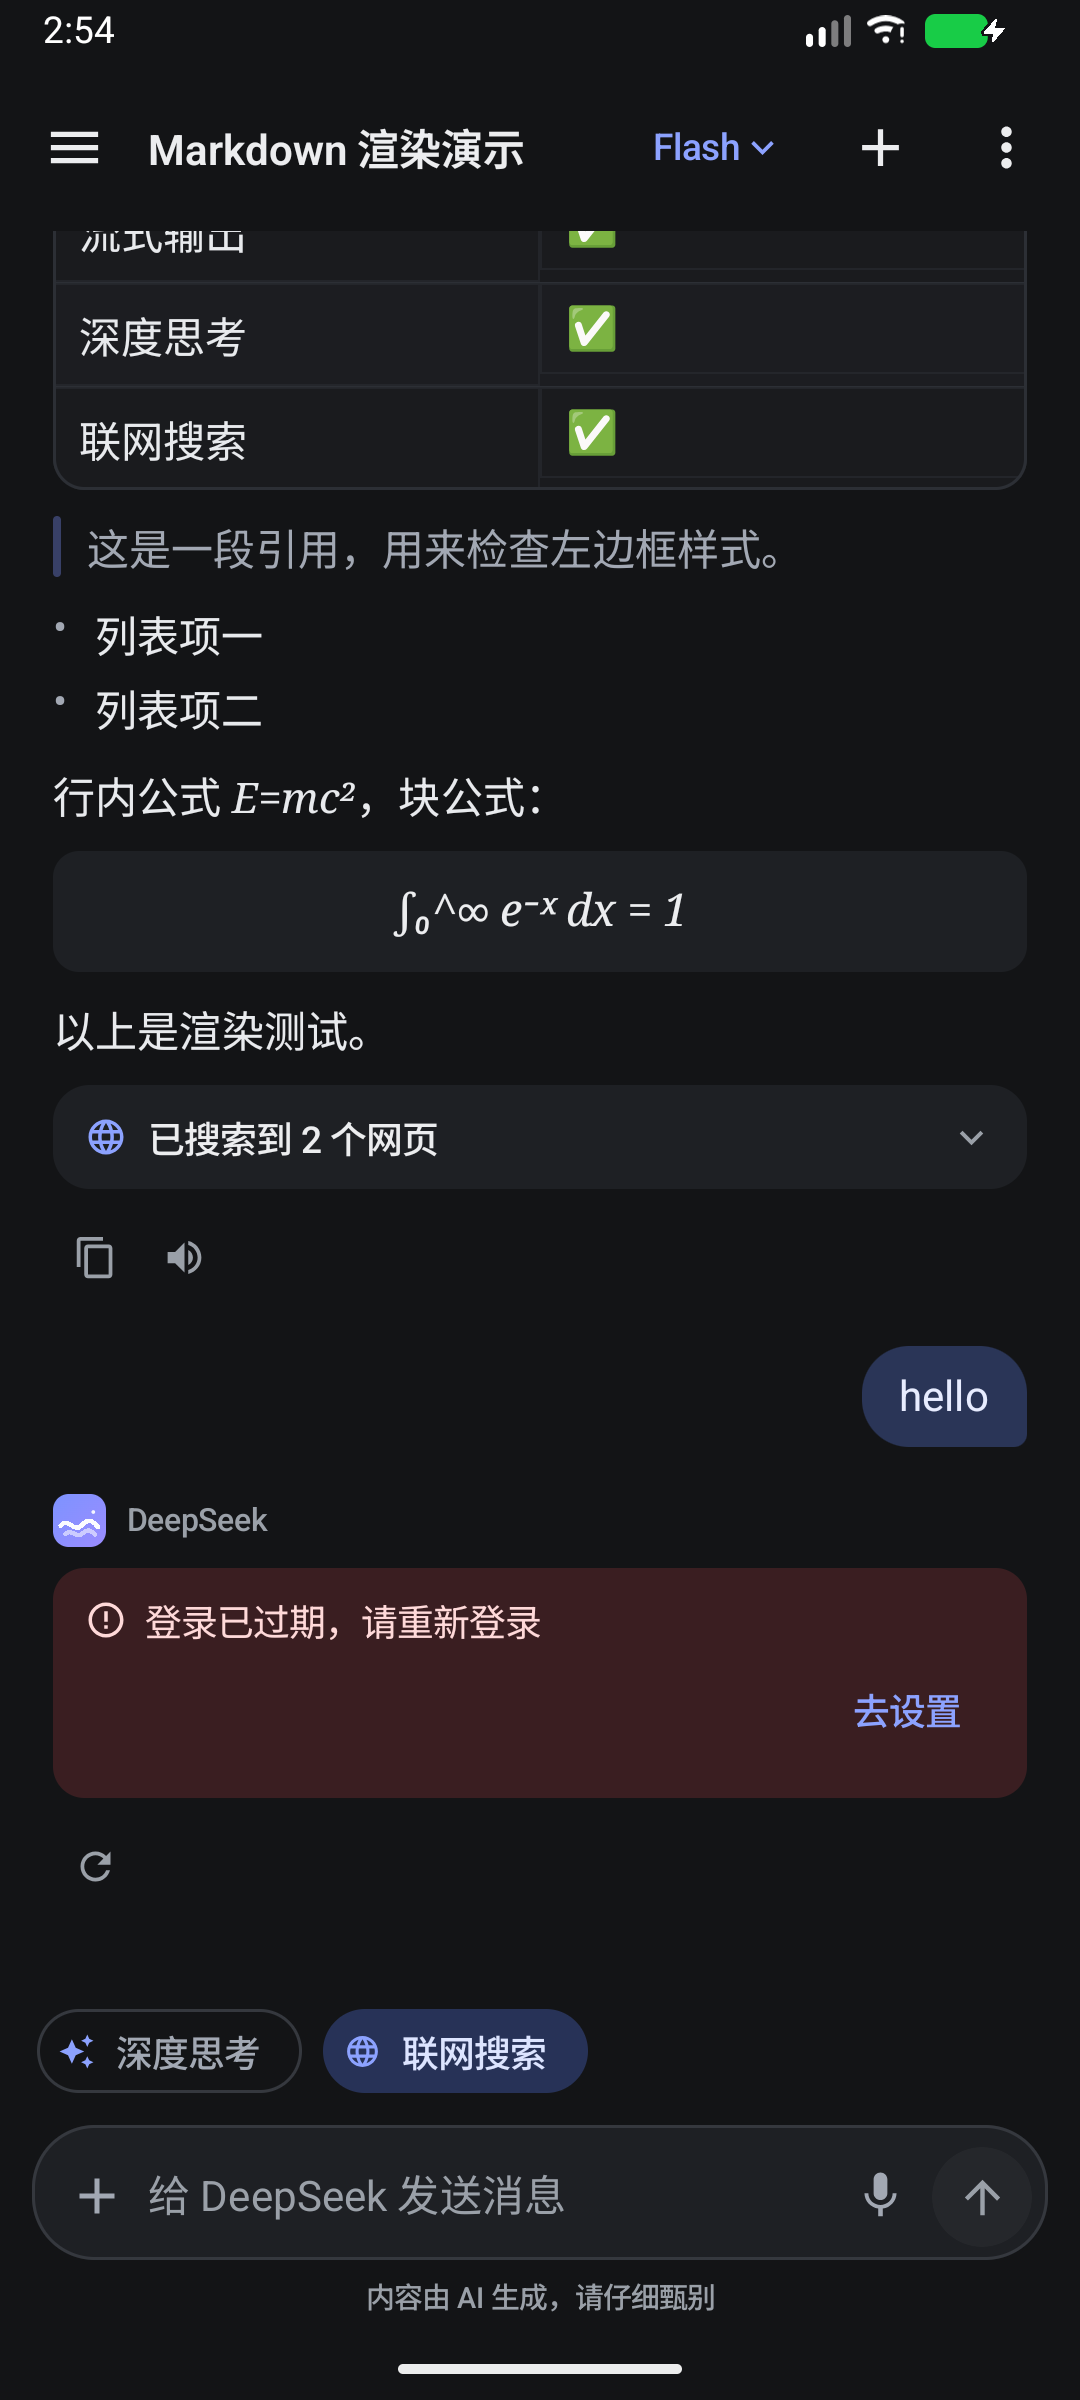 2:54
Markdown 渲染演示
Flash
流式输出 ✅
深度思考 ✅
联网搜索 ✅
这是一段引用，用来检查左边框样式。
• 列表项一
• 列表项二
行内公式 E=mc²，块公式：
∫₀^∞ e⁻ˣ dx = 1
以上是渲染测试。
已搜索到 2 个网页
hello
DeepSeek
登录已过期，请重新登录
去设置
深度思考
联网搜索
给 DeepSeek 发送消息
内容由 AI 生成，请仔细甄别